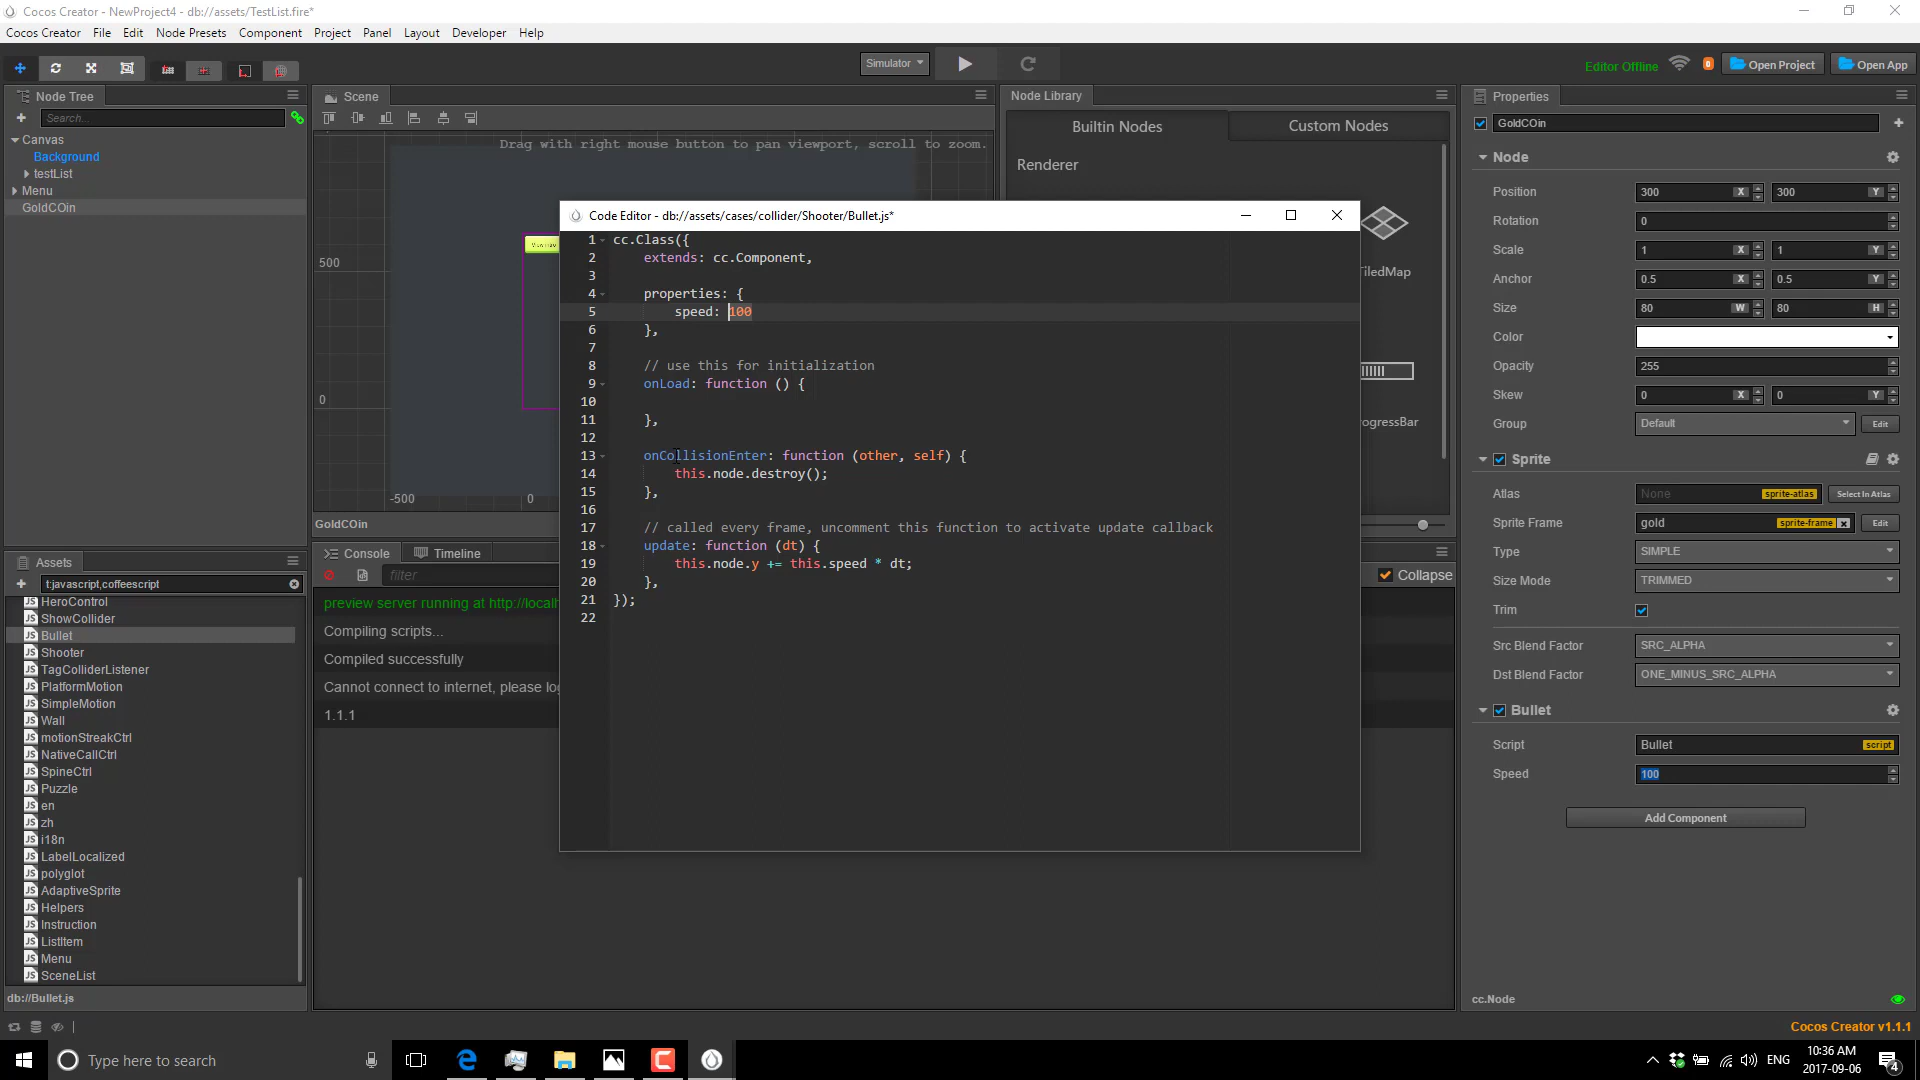 Cocos Creator - NewProject4 - db://assets/TestList.fire*
Cocos Creator File Edit Node Presets Component Project Panel Layout Developer Help
Simulator
Editor Offline
0
Open Project
Open App
Node Tree
Search...
Canvas
Background
testList
Menu
GoldCOin
Scene
Drag with right mouse button to pan viewport, scroll to zoom.
500
0
-500
0
GoldCOin
Node Library
Builtin Nodes
Custom Nodes
Renderer
TiledMap
ogressBar
Code Editor - db://assets/cases/collider/Shooter/Bullet.js*
1 cc.Class({
2 extends: cc.Component,
3
4 properties: {
5 speed: 100
6 },
7
8 // use this for initialization
9 onLoad: function () {
10
11 },
12
13 onCollisionEnter: function (other, self) {
14 this.node.destroy();
15 },
16
17 // called every frame, uncomment this function to activate update callback
18 update: function (dt) {
19 this.node.y += this.speed * dt;
20 },
21 });
22
Assets
t:javascript,coffeescript
HeroControl
ShowCollider
Bullet
Shooter
TagColliderListener
PlatformMotion
SimpleMotion
Wall
motionStreakCtrl
NativeCallCtrl
SpineCtrl
Puzzle
en
zh
i18n
LabelLocalized
polyglot
AdaptiveSprite
Helpers
Instruction
ListItem
Menu
SceneList
db://Bullet.js
Console
Timeline
filter
Collapse
preview server running at http://localh
Compiling scripts...
Compiled successfully
Cannot connect to internet, please log
1.1.1
Properties
GoldCOin
Node
Position 300 X 300 Y
Rotation 0
Scale 1 X 1 Y
Anchor 0.5 X 0.5 Y
Size 80 W 80 H
Color
Opacity 255
Skew 0 X 0 Y
Group Default Edit
Sprite
Atlas None sprite-atlas Select In Atlas
Sprite Frame gold sprite-frame Edit
Type SIMPLE
Size Mode TRIMMED
Trim
Src Blend Factor SRC_ALPHA
Dst Blend Factor ONE_MINUS_SRC_ALPHA
Bullet
Script Bullet script
Speed 100
Add Component
cc.Node
Cocos Creator v1.1.1
Type here to search
ENG
10:36 AM
2017-09-06
4